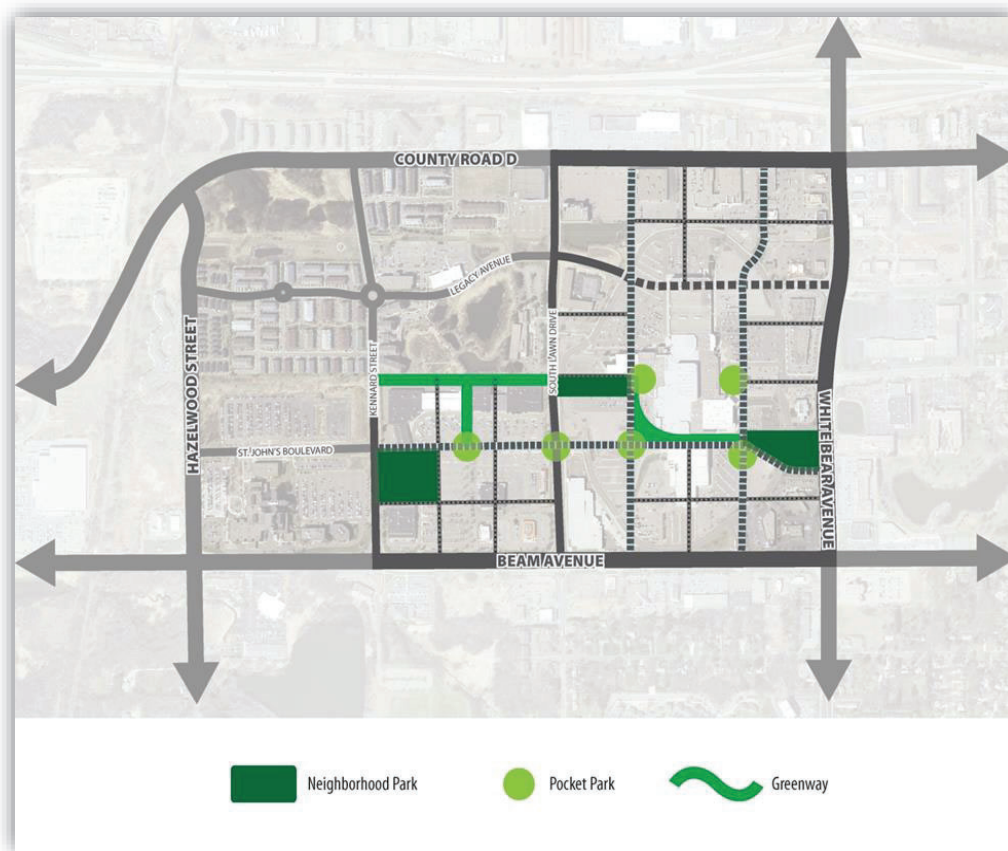 COUNTY ROAD D
LEGACY AVENUE
KENNARD STREET
SOUTH LAWN DRIVE
HAZELWOOD STREET
WHITE BEAR AVENUE
ST. JOHN'S BOULEVARD
BEAM AVENUE
Neighborhood Park
Pocket Park
Greenway